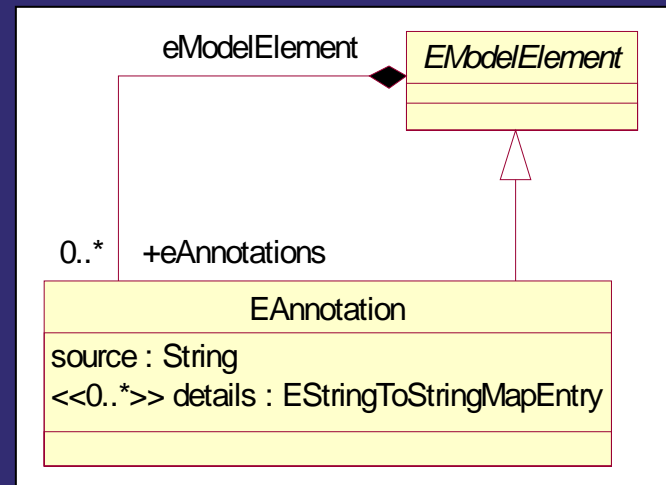 eModelElement
EModelElement
0..* +eAnnotations
EAnnotation
source : String
<<0..*>> details : EStringToStringMapEntry